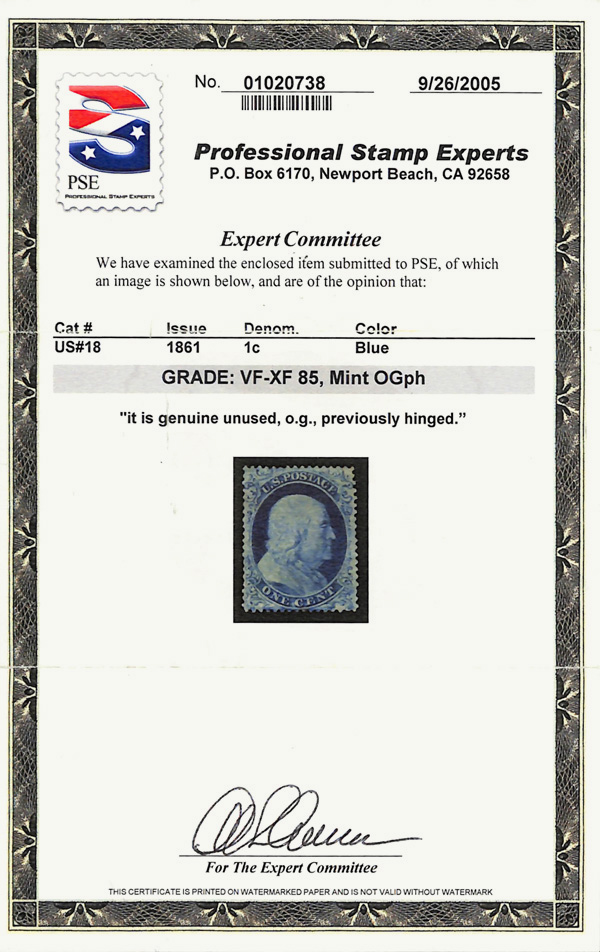 No. 01020738 9/26/2005
PSE
PROFESSIONAL STAMP EXPERTS
Professional Stamp Experts
P.O. Box 6170, Newport Beach, CA 92658
Expert Committee
We have examined the enclosed item submitted to PSE, of which
an image is shown below, and are of the opinion that:
Cat # Issue Denom. Color
US#18 1861 1c Blue
GRADE: VF-XF 85, Mint OGph
"it is genuine unused, o.g., previously hinged."
U.S. POSTAGE
ONE CENT
For The Expert Committee
THIS CERTIFICATE IS PRINTED ON WATERMARKED PAPER AND IS NOT VALID WITHOUT WATERMARK